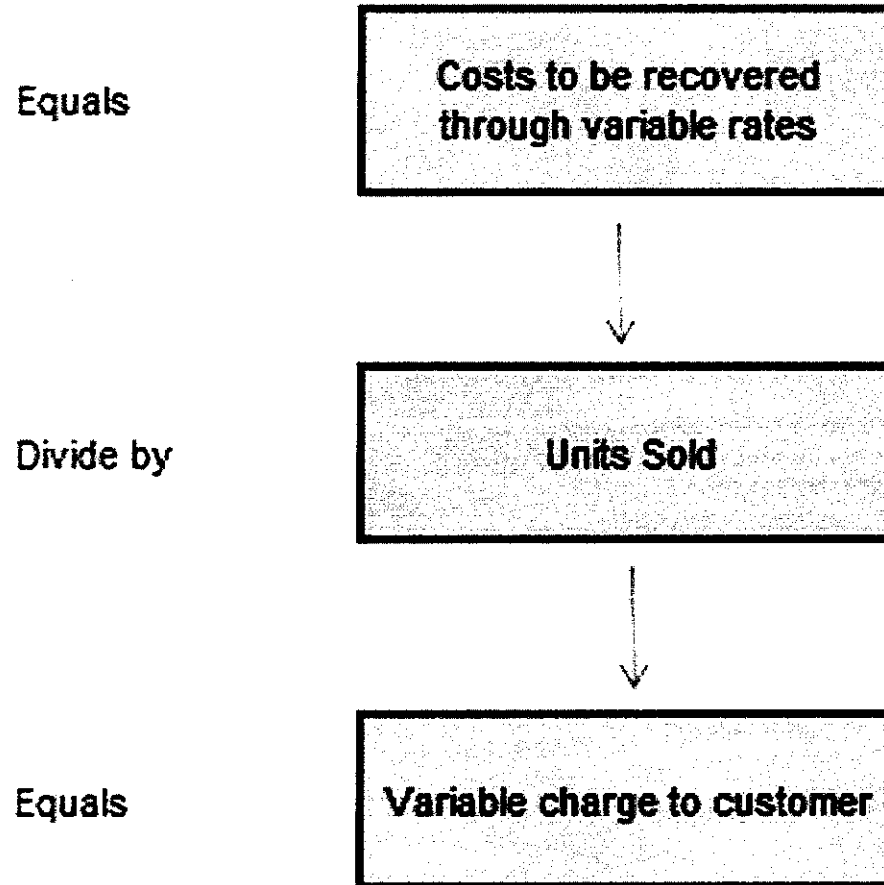 Equals
Costs to be recovered
through variable rates
Divide by
Units Sold
Equals
Variable charge to customer